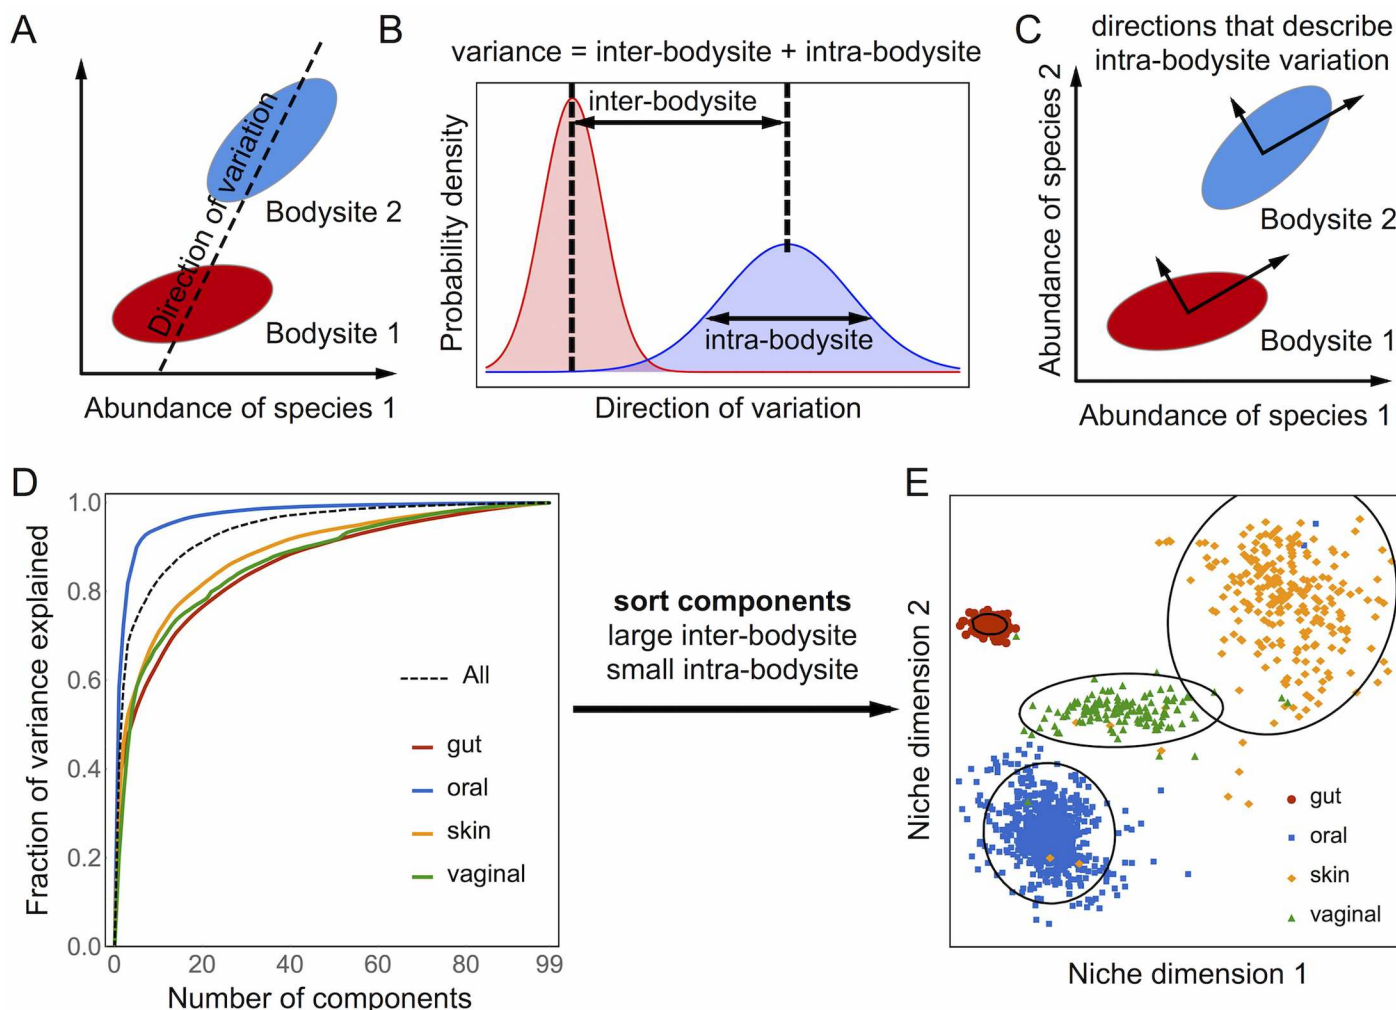 A
Direction of variation
Bodysite 2
Bodysite 1
Abundance of species 1
B
variance = inter-bodysite + intra-bodysite
inter-bodysite
intra-bodysite
Probability density
Direction of variation
C
directions that describe
intra-bodysite variation
Abundance of species 2
Bodysite 2
Bodysite 1
Abundance of species 1
D
Fraction of variance explained
1.0
0.8
0.6
0.4
0.2
0.0
All
gut
oral
skin
vaginal
0 20 40 60 80 99
Number of components
sort components
large inter-bodysite
small intra-bodysite
E
Niche dimension 2
gut
oral
skin
vaginal
Niche dimension 1